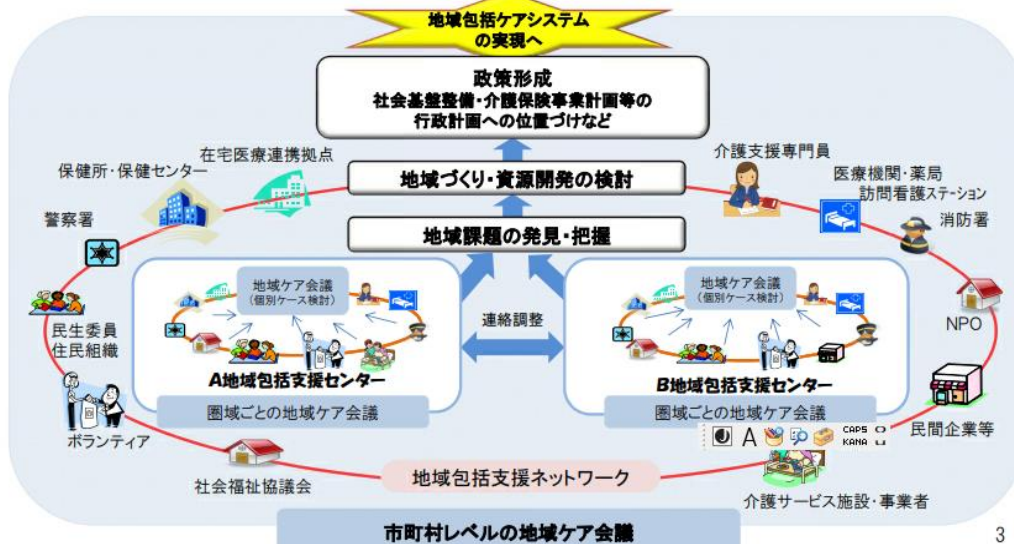 地域包括ケアシステム
の実現へ
政策形成
社会基盤整備・介護保険事業計画等の
行政計画への位置づけなど
在宅医療連携拠点
保健所・保健センター
地域づくり・資源開発の検討
介護支援専門員
医療機関・薬局
訪問看護ステーション
警察署
消防署
地域課題の発見・把握
地域ケア会議
(個別ケース検討)
地域ケア会議
(個別ケース検討)
連絡調整
民生委員
住民組織
NPO
A地域包括支援センター
B地域包括支援センター
圏域ごとの地域ケア会議
圏域ごとの地域ケア会議
A
CAPS
KANA
ボランティア
民間企業等
社会福祉協議会
地域包括支援ネットワーク
介護サービス施設・事業者
市町村レベルの地域ケア会議
3